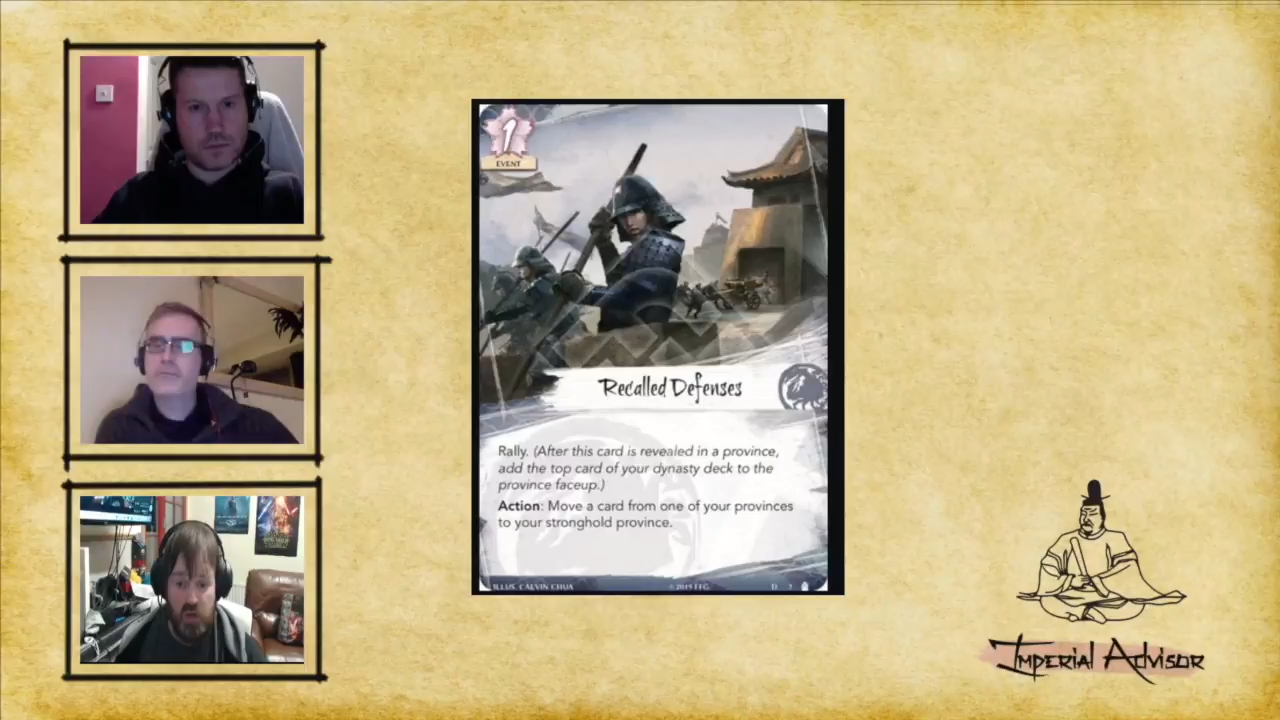 1
EVENT
Recalled Defenses
Rally. (After this card is revealed in a province,
add the top card of your dynasty deck to the
province faceup.)
Action: Move a card from one of your provinces
to your stronghold province.
ILLUS. CALVIN CHUA
© 2019 FFG
Imperial Advisor